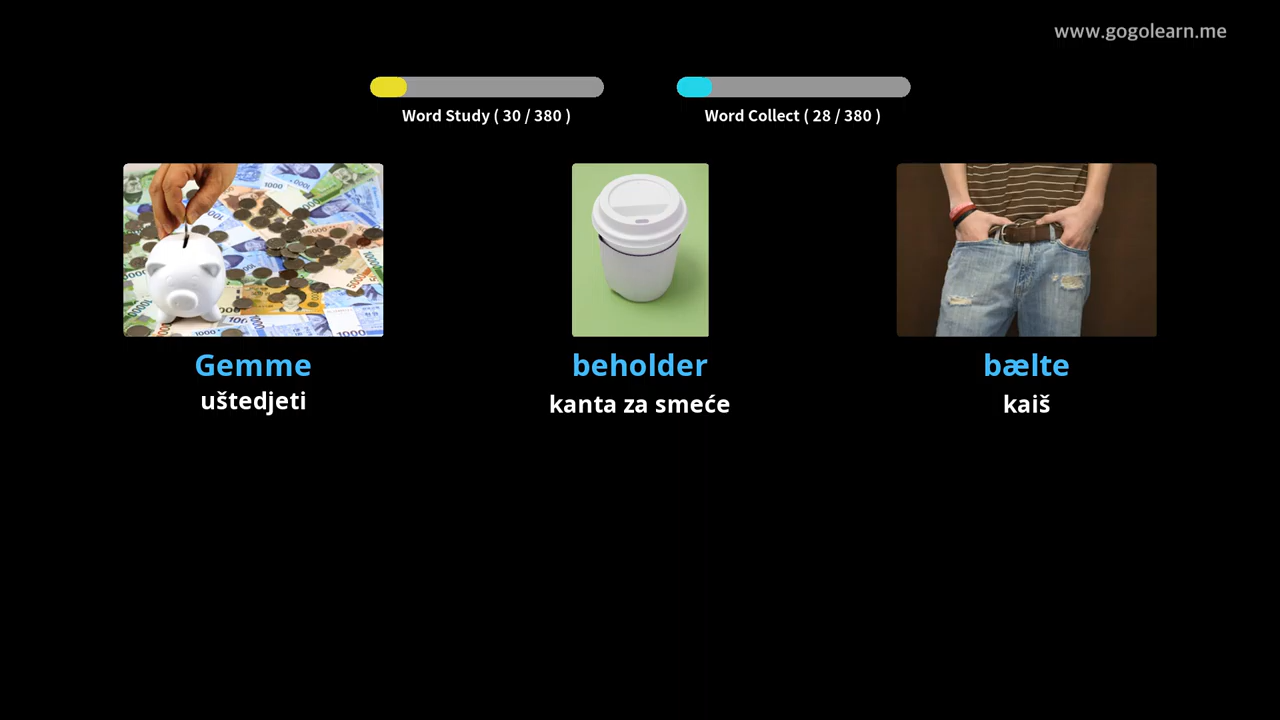 www.gogolearn.me
Word Study ( 30 / 380 )
Word Collect ( 28 / 380 )
Gemme
uštedjeti
beholder
kanta za smeće
bælte
kaiš